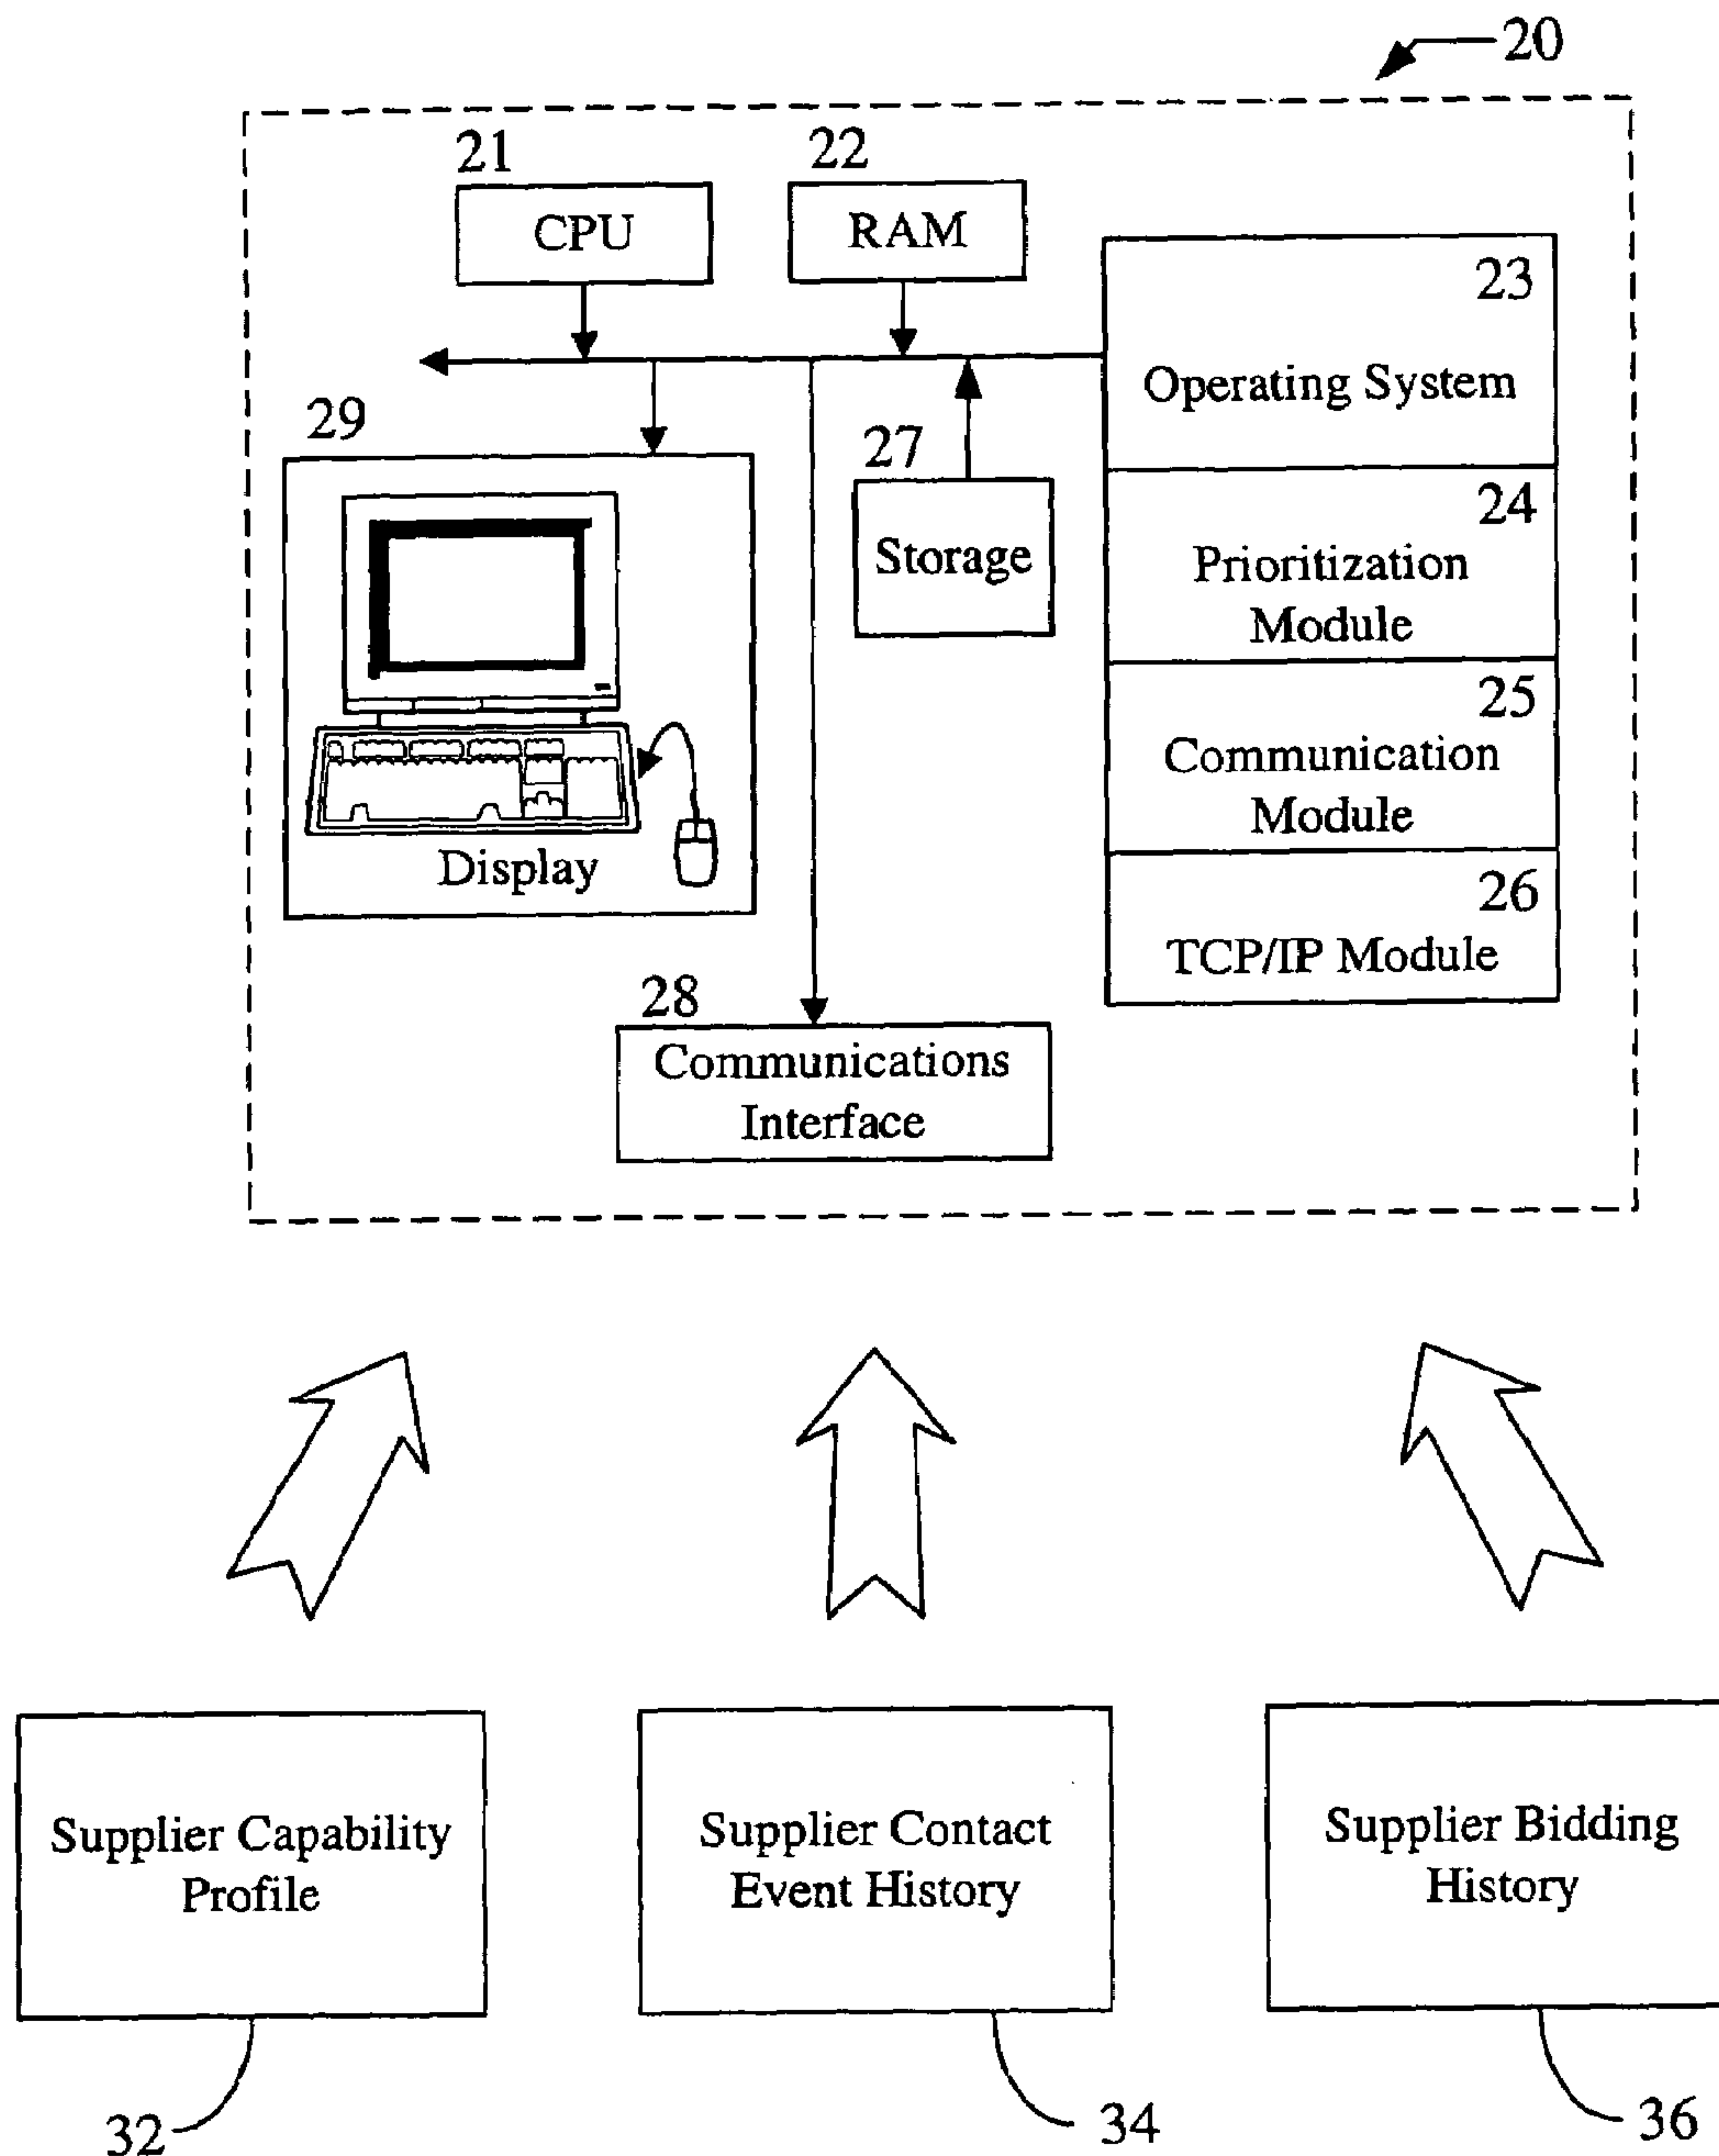 20
21
CPU
22
RAM
23
Operating System
24
Prioritization
Module
25
Communication
Module
26
TCP/IP Module
27
Storage
29
Display
28
Communications
Interface
Supplier Capability
Profile
32
Supplier Contact
Event History
34
Supplier Bidding
History
36